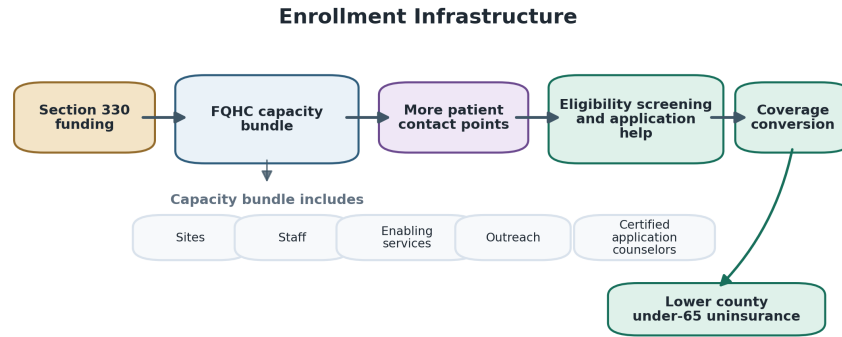 Enrollment Infrastructure
Section 330
funding
FQHC capacity
bundle
More patient
contact points
Eligibility screening
and application
help
Coverage
conversion
Capacity bundle includes
Sites
Staff
Enabling
services
Outreach
Certified
application
counselors
Lower county
under-65 uninsurance